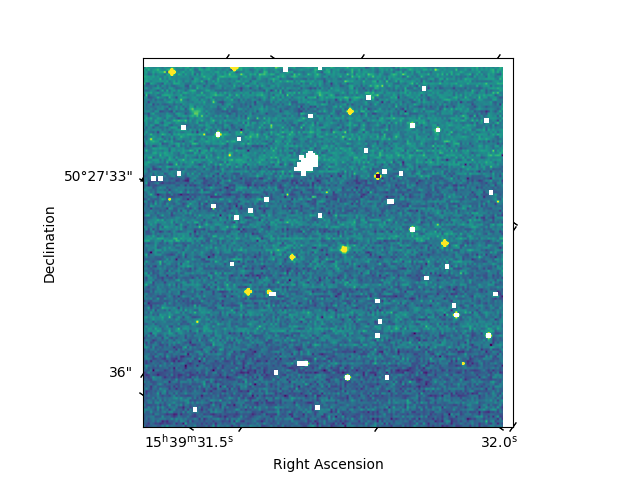 50°27'33"
Declination
36"
15ʰ39ᵐ31.5ˢ
32.0ˢ
Right Ascension